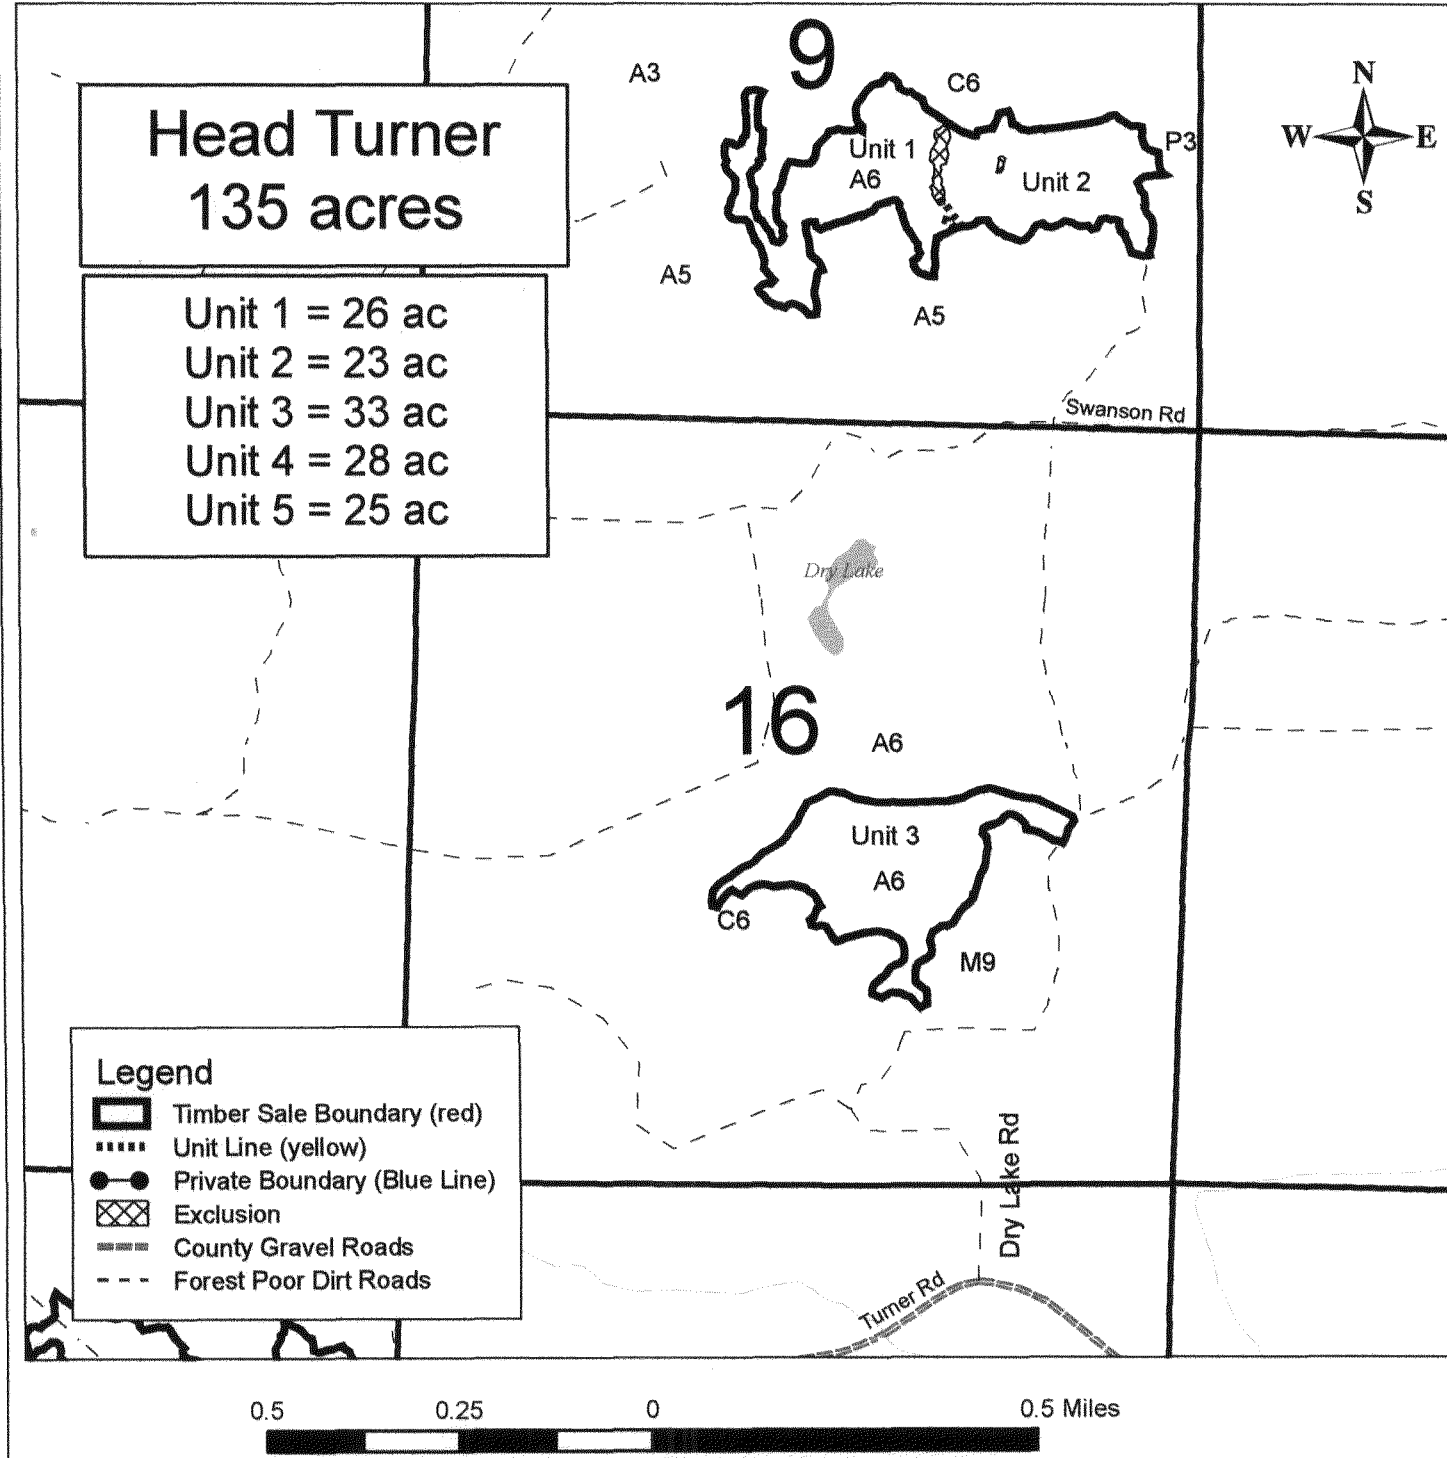 Head Turner
135 acres
Unit 1 = 26 ac
Unit 2 = 23 ac
Unit 3 = 33 ac
Unit 4 = 28 ac
Unit 5 = 25 ac
A3
9
C6
N
W E
S
P3
Unit 1
A6
Unit 2
A5
A5
Swanson Rd
Dry Lake
16
A6
Unit 3
A6
C6
M9
Legend
Timber Sale Boundary (red)
Unit Line (yellow)
Private Boundary (Blue Line)
Exclusion
County Gravel Roads
Forest Poor Dirt Roads
Dry Lake Rd
Turner Rd
0.5 0.25 0 0.5 Miles